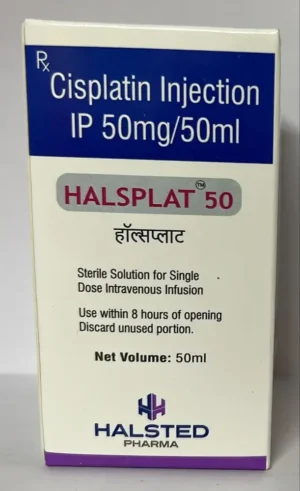 Rx Cisplatin Injection
IP 50mg/50ml
HALSPLAT™ 50
हॉल्सप्लाट
Sterile Solution for Single
Dose Intravenous Infusion
Use within 8 hours of opening
Discard unused portion.
Net Volume: 50ml
HALSTED
PHARMA